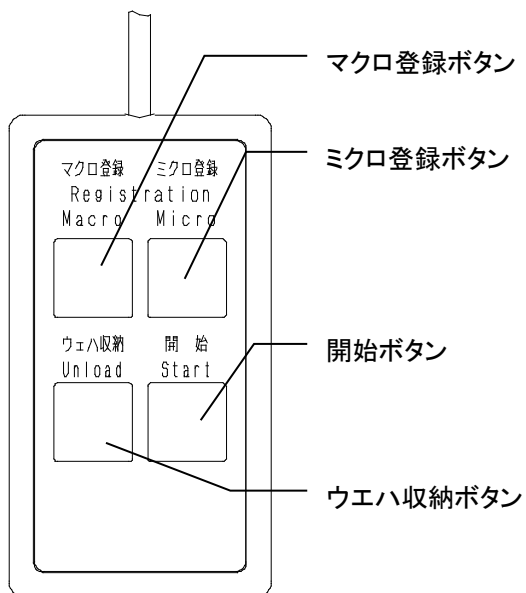 マクロ登録ボタン
ミクロ登録ボタン
マクロ登録 ミクロ登録
Registration
Macro Micro
ウェハ収納 開 始
Unload Start
開始ボタン
ウエハ収納ボタン